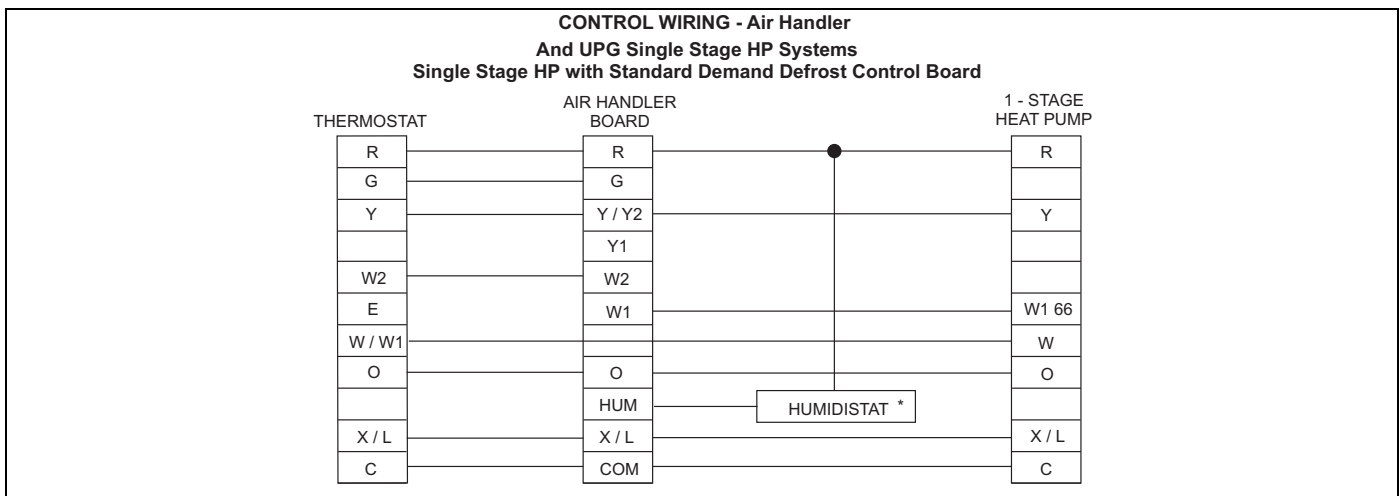 CONTROL WIRING - Air Handler
And UPG Single Stage HP Systems
Single Stage HP with Standard Demand Defrost Control Board
THERMOSTAT
AIR HANDLER
BOARD
1 - STAGE
HEAT PUMP
R R R
G G
Y Y / Y2 Y
Y1
W2 W2
E W1 W1 66
W / W1 W
O O O
HUM HUMIDISTAT *
X / L X / L X / L
C COM C